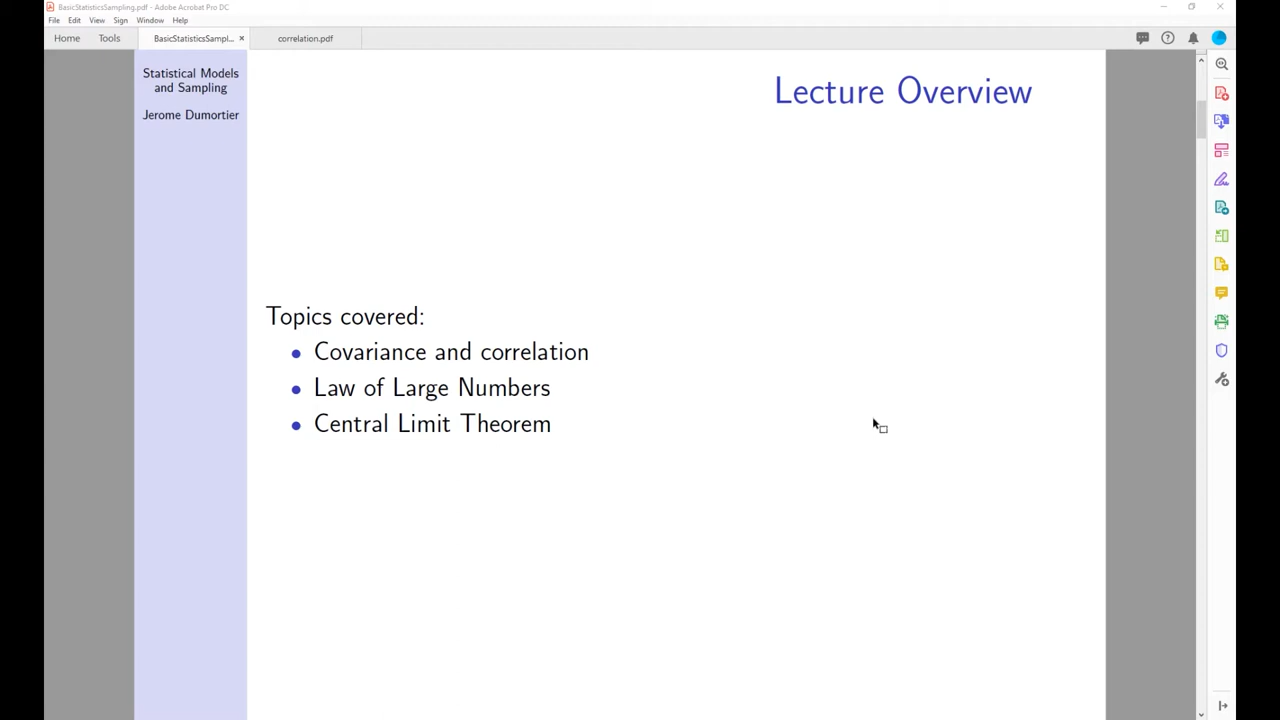 BasicStatisticsSampling.pdf - Adobe Acrobat Pro DC
File Edit View Sign Window Help
Home Tools BasicStatisticsSampl... × correlation.pdf
Statistical Models
and Sampling
Jerome Dumortier
Lecture Overview
Topics covered:
• Covariance and correlation
• Law of Large Numbers
• Central Limit Theorem